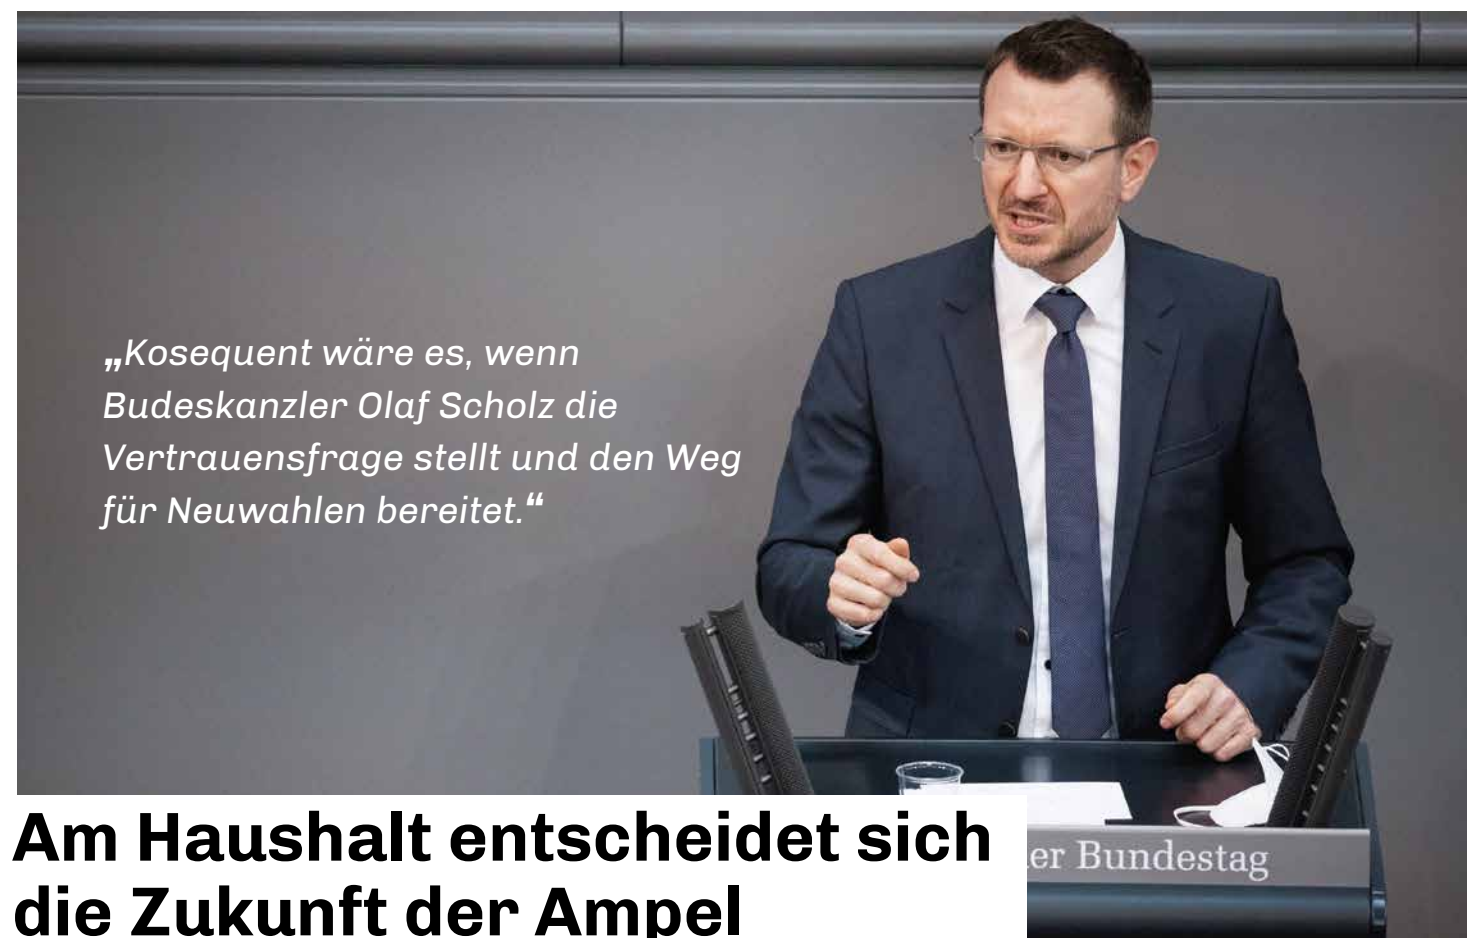 „Kosequent wäre es, wenn
Budeskanzler Olaf Scholz die
Vertrauensfrage stellt und den Weg
für Neuwahlen bereitet.“
er Bundestag
Am Haushalt entscheidet sich
die Zukunft der Ampel